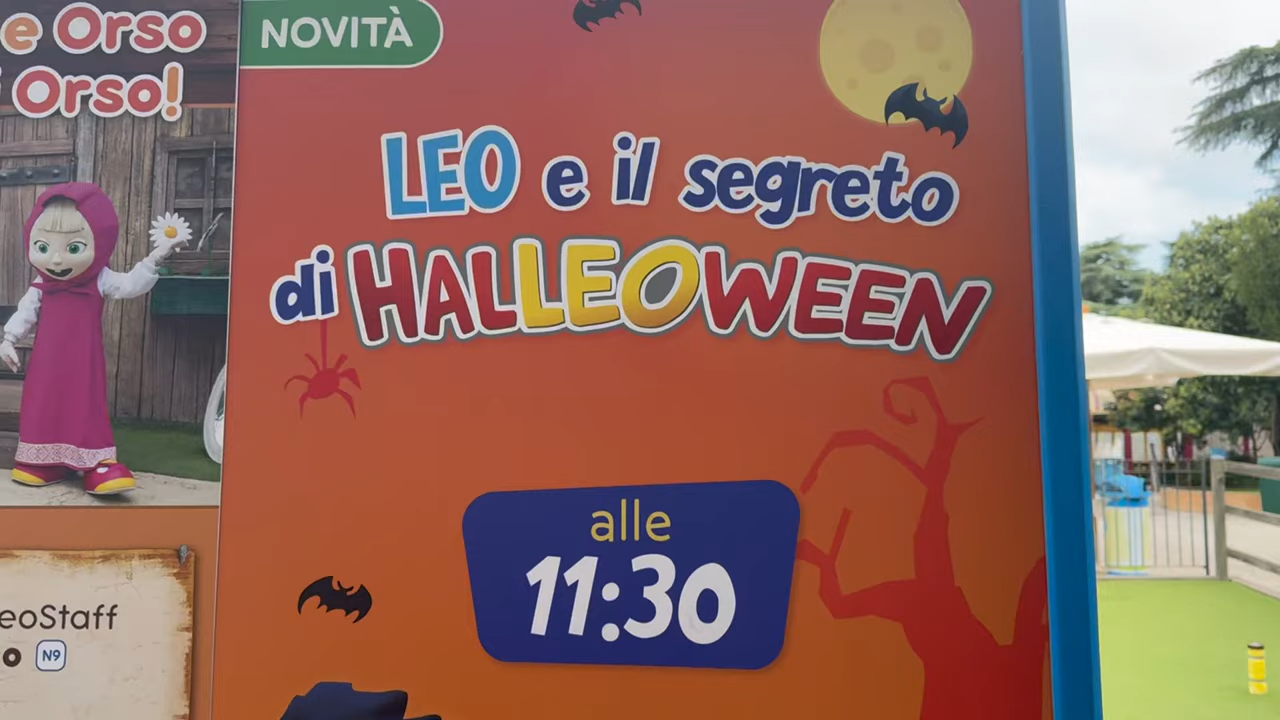 e Orso
Orso!
NOVITÀ
LEO e il segreto
di HALLEOWEEN
alle
11:30
eoStaff
o N9